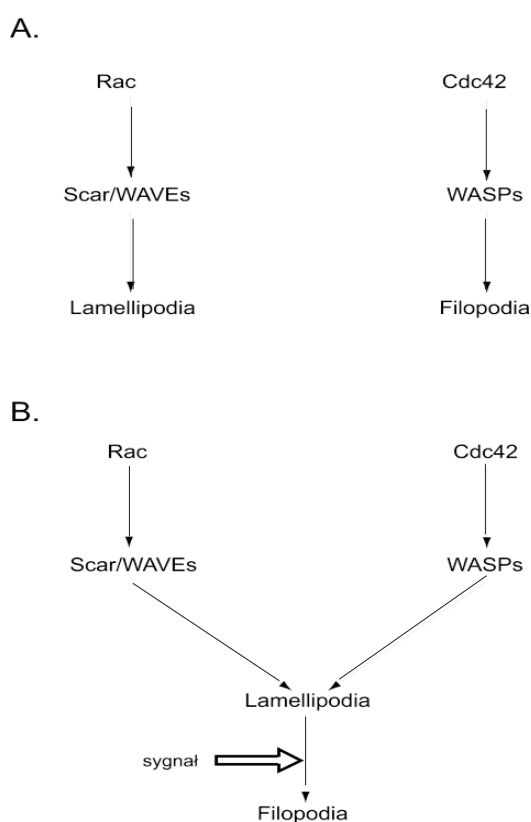 A.
Rac Cdc42
Scar/WAVEs WASPs
Lamellipodia Filopodia
B.
Rac Cdc42
Scar/WAVEs WASPs
Lamellipodia
sygnał
Filopodia